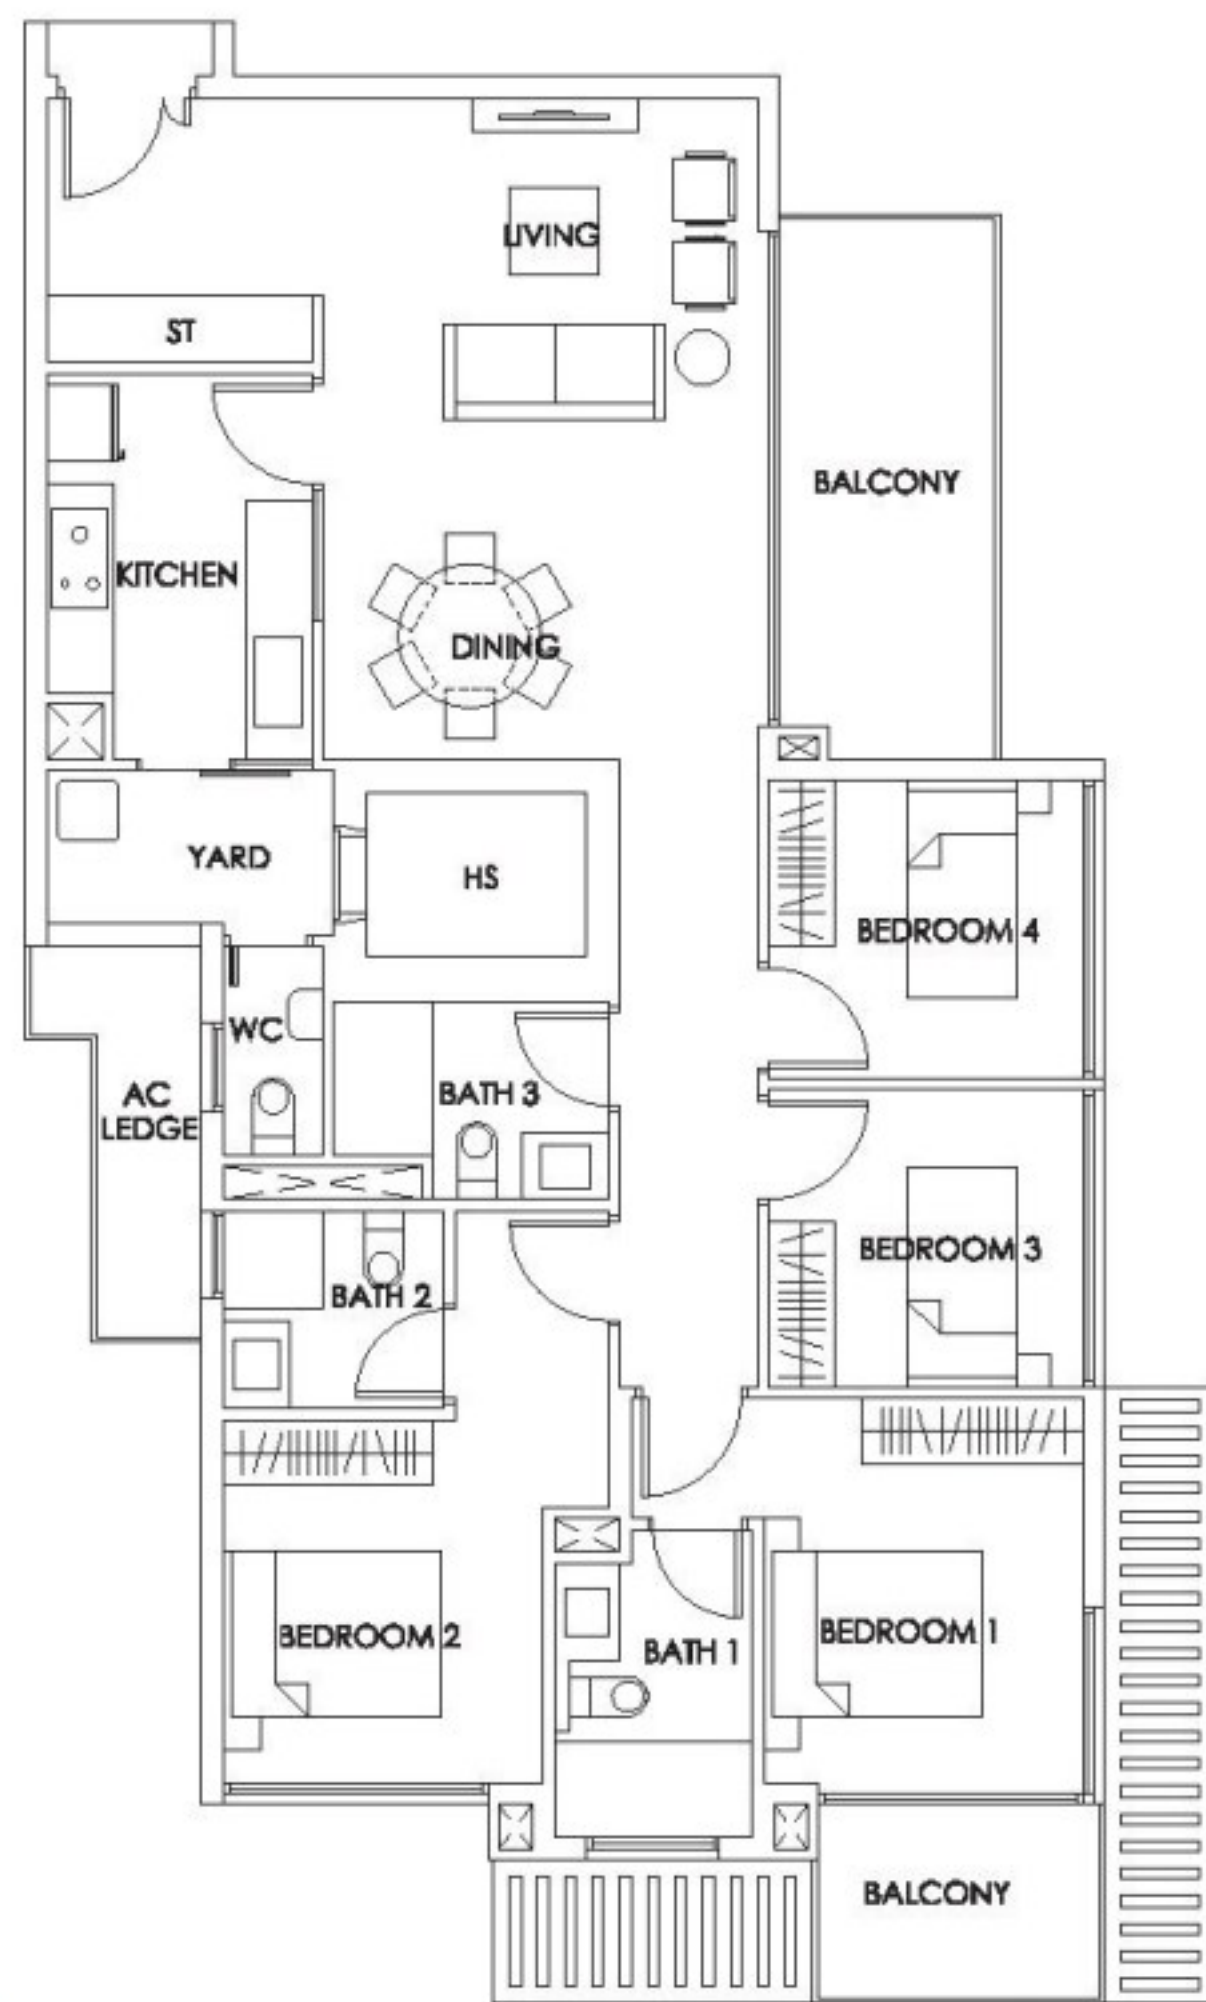 LIVING
ST
BALCONY
KITCHEN
DINING
YARD
HS
BEDROOM 4
WC
BATH 3
AC
LEDGE
BEDROOM 3
BATH 2
BEDROOM 2
BATH 1
BEDROOM 1
BALCONY